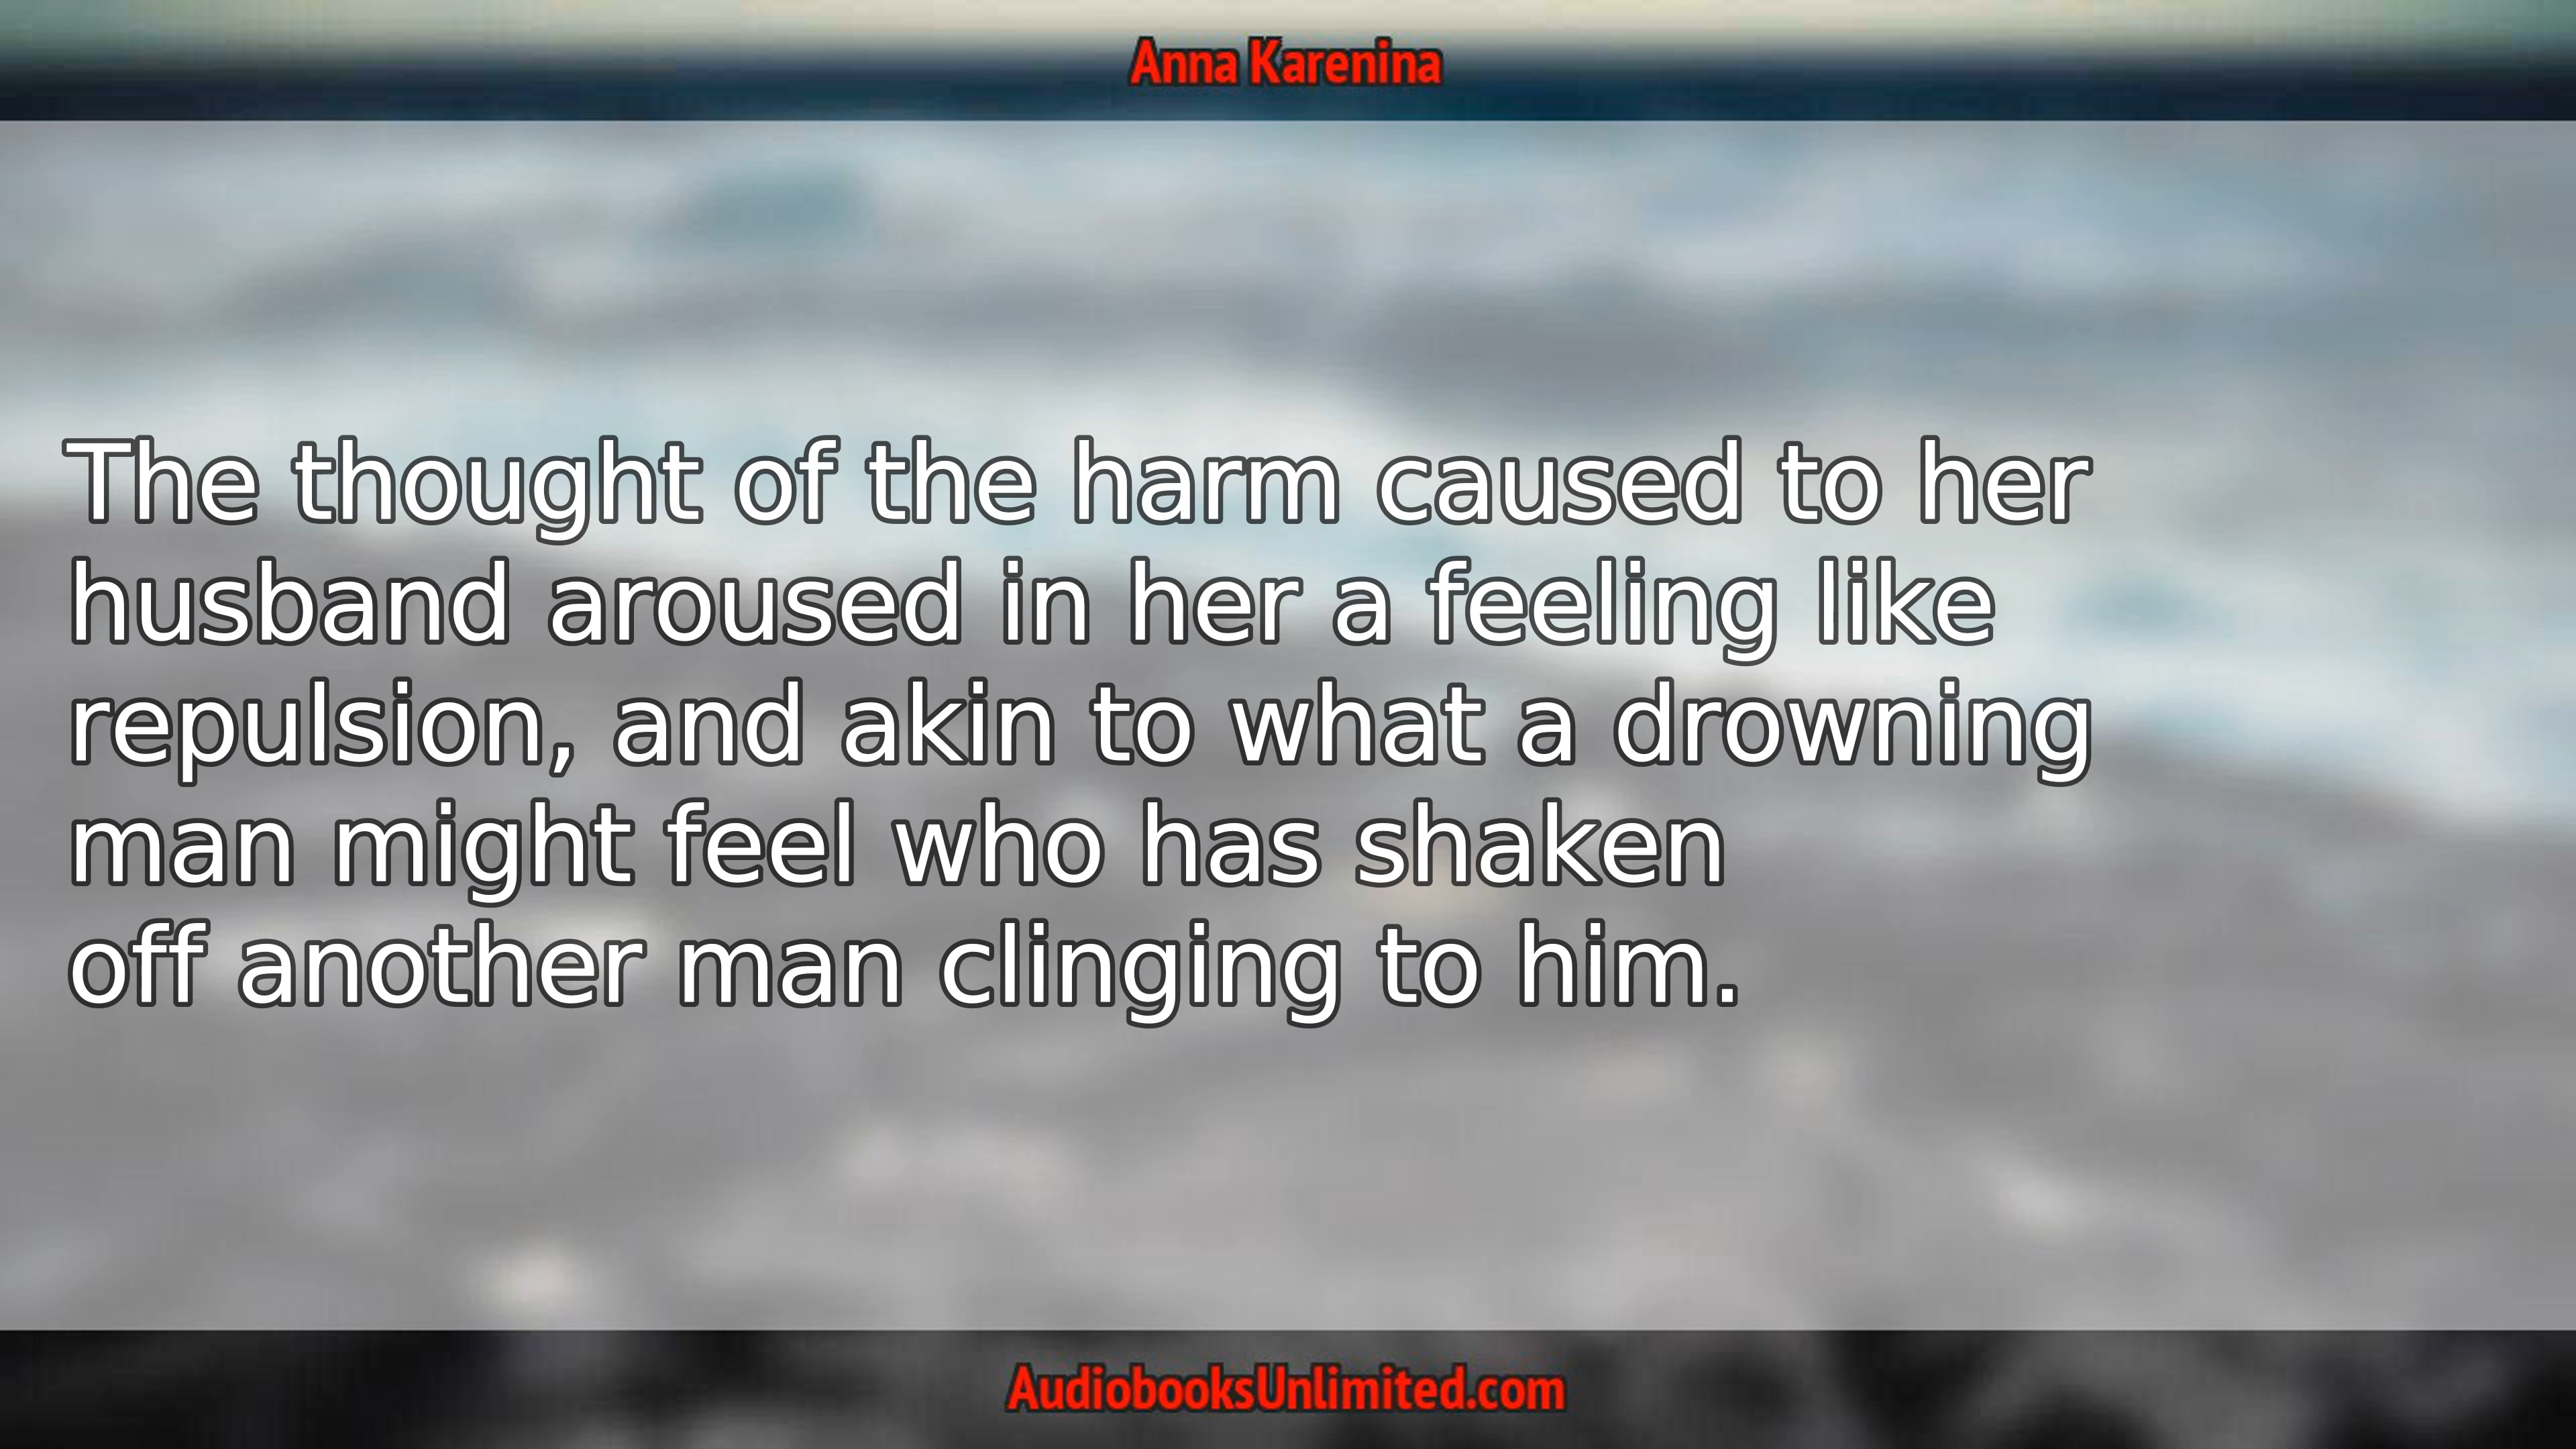 Anna Karenina
The thought of the harm caused to her
husband aroused in her a feeling like
repulsion, and akin to what a drowning
man might feel who has shaken
off another man clinging to him.
AudiobooksUnlimited.com